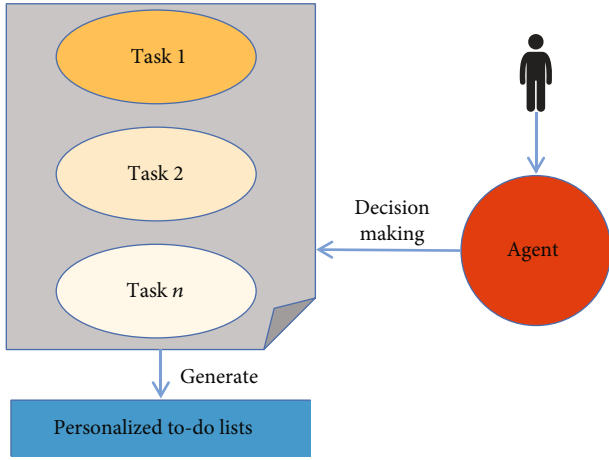 Task 1
Task 2
Task n
Decision
making
Agent
Generate
Personalized to-do lists